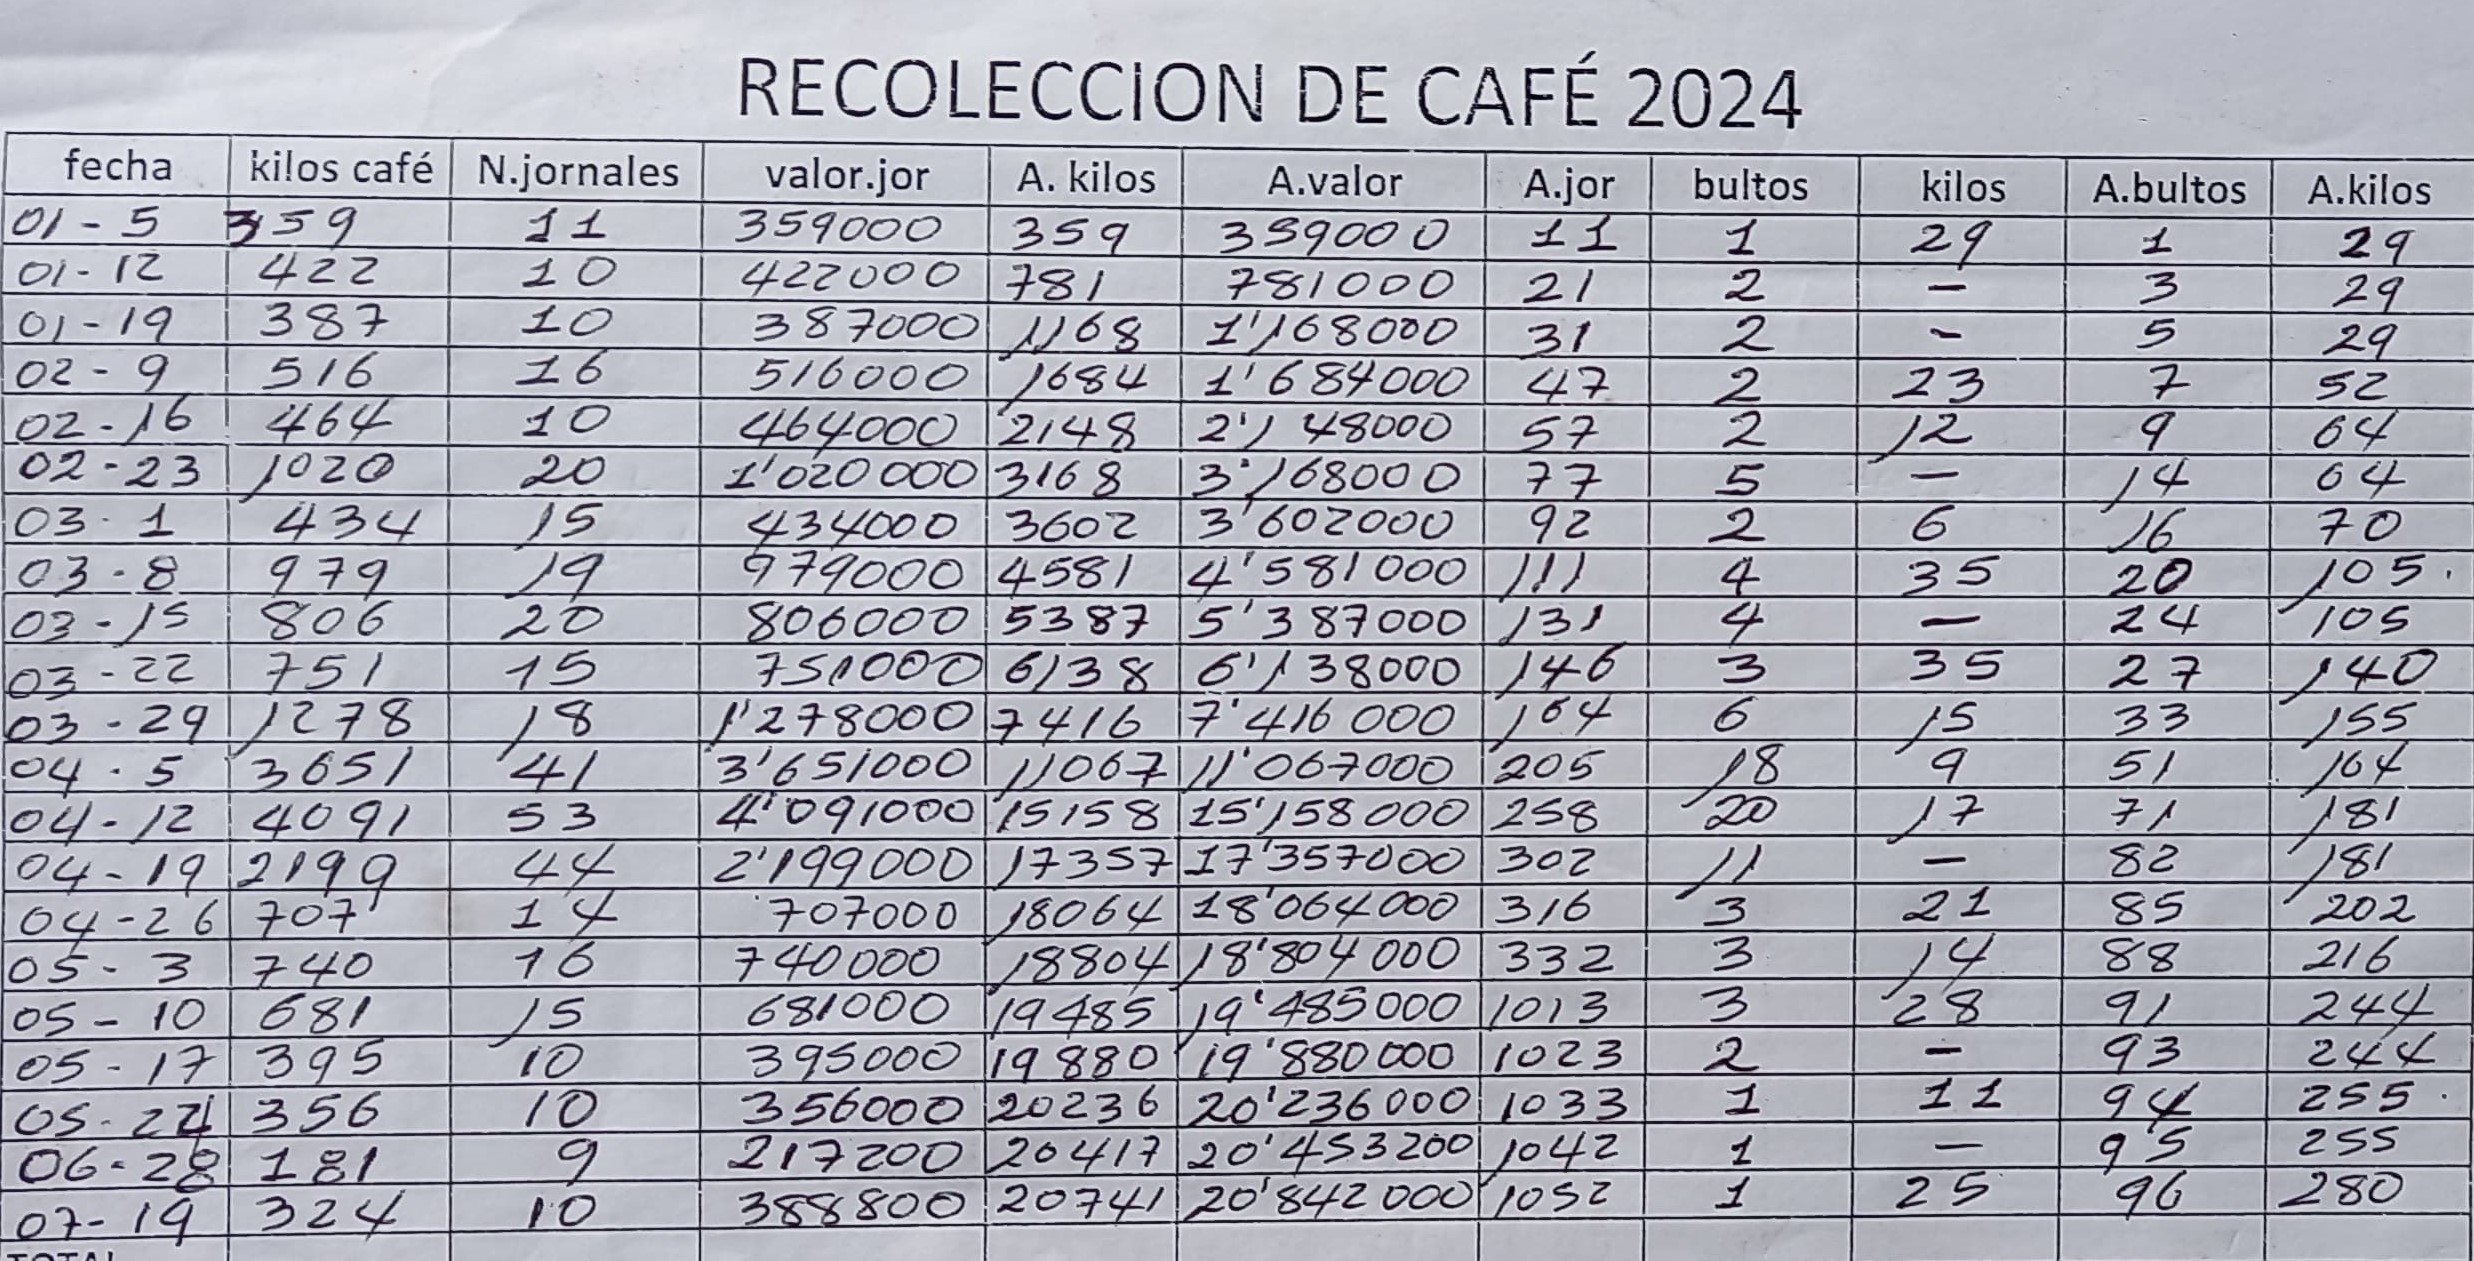 RECOLECCION DE CAFÉ 2024
fecha kilos café N.jornales valor.jor A. kilos A.valor A.jor bultos kilos A.bultos A.kilos
01-5 359 11 359000 359 359000 11 1 29 1 29
01-12 422 10 422000 781 781000 21 2 - 3 29
01-19 387 10 387000 1168 1'168000 31 2 - 5 29
02-9 516 16 516000 1684 1'684000 47 2 23 7 52
02-16 464 10 464000 2148 2'148000 57 2 12 9 64
02-23 1020 20 1'020000 3168 3'168000 77 5 - 14 64
03-1 434 15 434000 3602 3'602000 92 2 6 16 70
03-8 979 19 979000 4581 4'581000 111 4 35 20 105.
03-15 806 20 806000 5387 5'387000 131 4 - 24 105
03-22 751 15 751000 6138 6'138000 146 3 35 27 140
03-29 1278 18 1'278000 7416 7'416000 164 6 15 33 155
04-5 3651 41 3'651000 11067 11'067000 205 18 9 51 164
04-12 4091 53 4'091000 15158 15'158000 258 20 17 71 181
04-19 2199 44 2'199000 17357 17'357000 302 11 - 82 181
04-26 707 14 707000 18064 18'064000 316 3 21 85 202
05-3 740 16 740000 18804 18'804000 332 3 14 88 216
05-10 681 15 681000 19485 19'485000 1013 3 28 91 244
05-17 395 10 395000 19880 19'880000 1023 2 - 93 244
05-24 356 10 356000 20236 20'236000 1033 1 11 94 255.
06-28 181 9 217200 20417 20'453200 1042 1 - 95 255
07-19 324 10 388800 20741 20'842000 1052 1 25 96 280
TOTAL